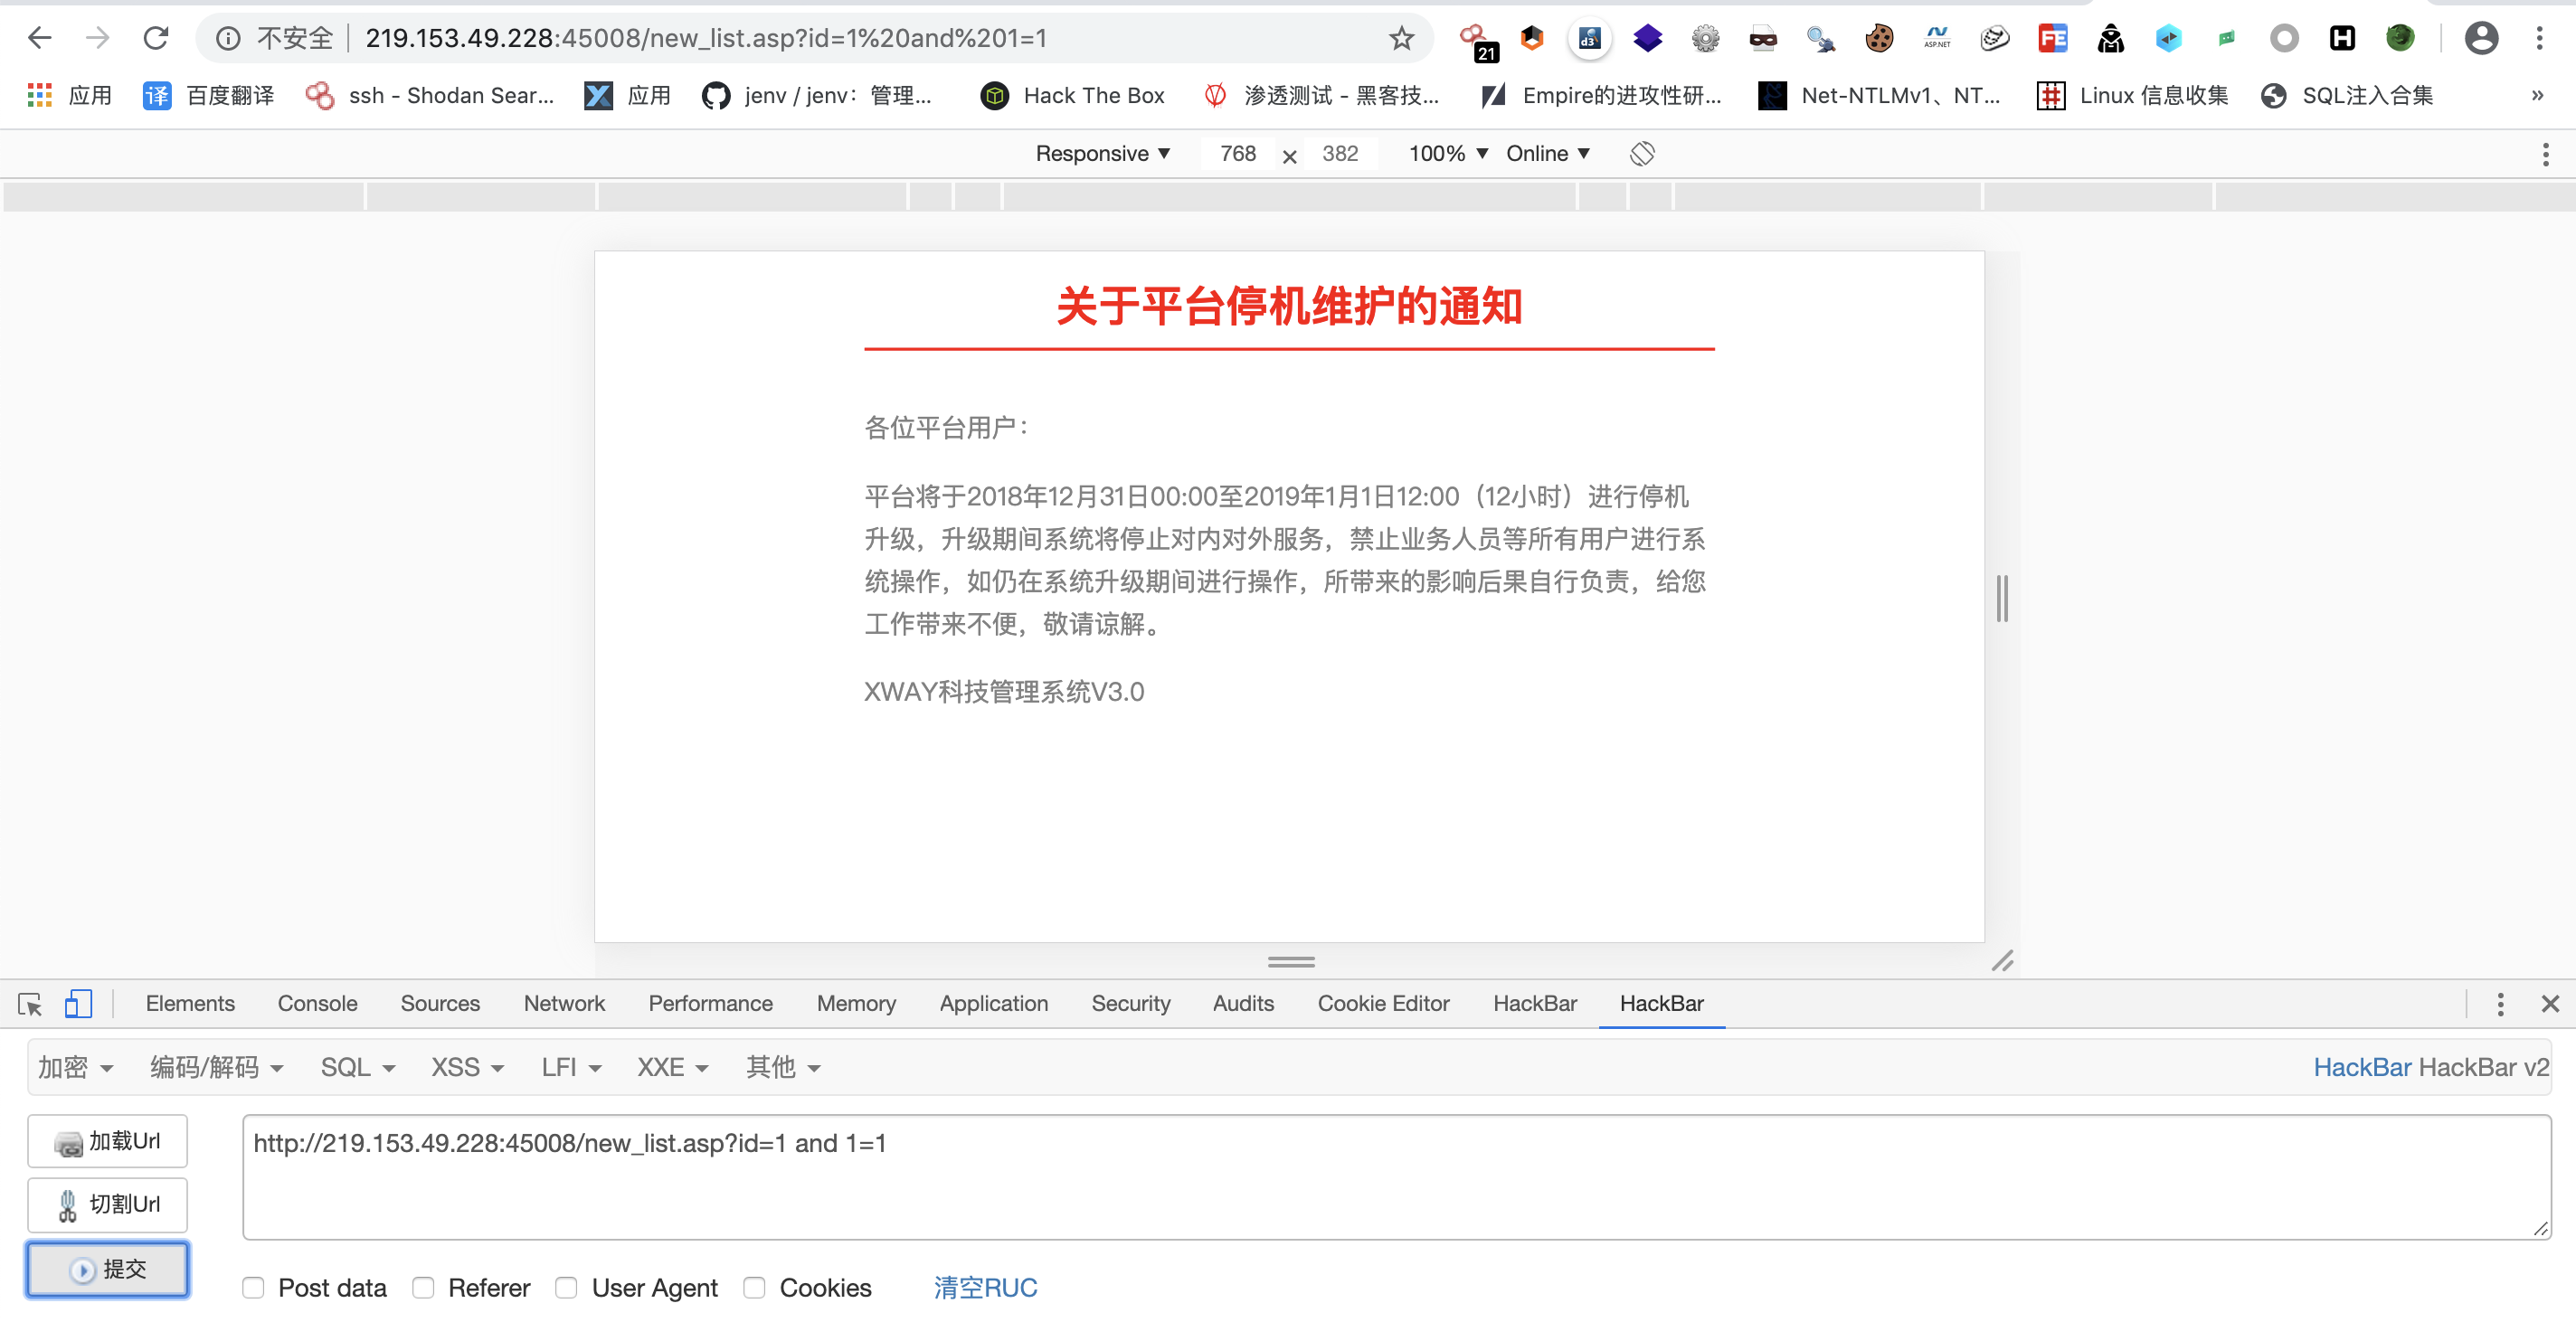 不安全 219.153.49.228:45008/new_list.asp?id=1%20and%201=1
21 d3 ASP.NET FE H
应用 译 百度翻译 ssh - Shodan Sear... 应用 jenv / jenv：管理... Hack The Box 渗透测试 - 黑客技... Empire的进攻性研... Net-NTLMv1、NT... Linux 信息收集 SQL注入合集 »
Responsive ▼ 768 × 382 100% ▼ Online ▼
关于平台停机维护的通知
各位平台用户：
平台将于2018年12月31日00:00至2019年1月1日12:00（12小时）进行停机
升级，升级期间系统将停止对内对外服务，禁止业务人员等所有用户进行系
统操作，如仍在系统升级期间进行操作，所带来的影响后果自行负责，给您
工作带来不便，敬请谅解。
XWAY科技管理系统V3.0
Elements Console Sources Network Performance Memory Application Security Audits Cookie Editor HackBar HackBar
加密 编码/解码 SQL XSS LFI XXE 其他 HackBar HackBar v2
加载Url
http://219.153.49.228:45008/new_list.asp?id=1 and 1=1
切割Url
提交
Post data Referer User Agent Cookies 清空RUC